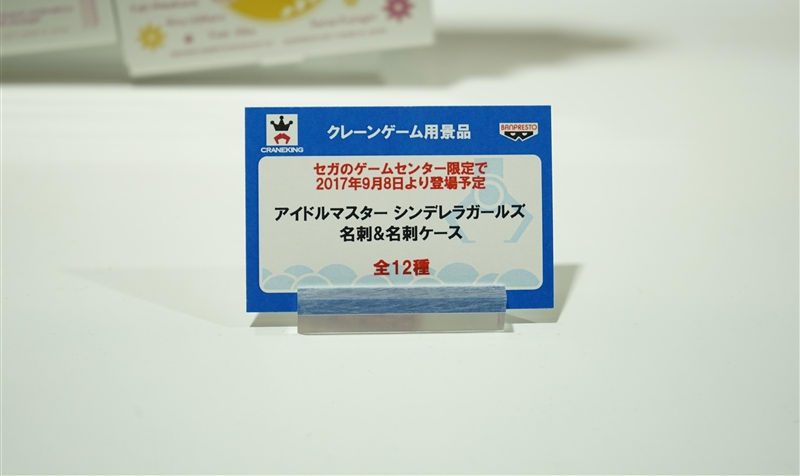 CRANEKING
クレーンゲーム用景品
BANPRESTO
セガのゲームセンター限定で
2017年9月8日より登場予定
アイドルマスター シンデレラガールズ
名刺&名刺ケース
全12種